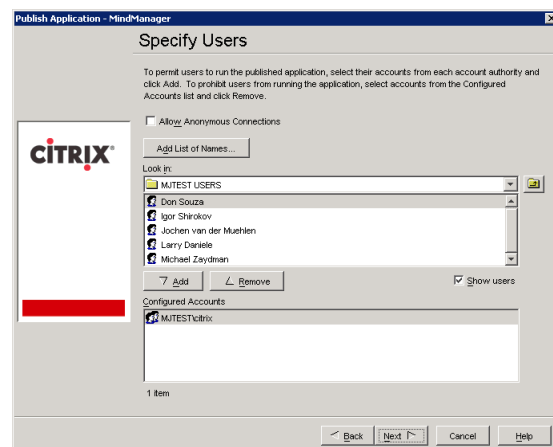 Publish Application - MindManager
Specify Users
To permit users to run the published application, select their accounts from each account authority and
click Add. To prohibit users from running the application, select accounts from the Configured
Accounts list and click Remove.
Allow Anonymous Connections
CİTRIX®
Add List of Names...
Look in:
MJTEST USERS
Don Souza
Igor Shirokov
Jochen van der Muehlen
Larry Daniele
Michael Zaydman
Add
Remove
Show users
Configured Accounts
MJTEST\citrix
1 item
Back
Next
Cancel
Help